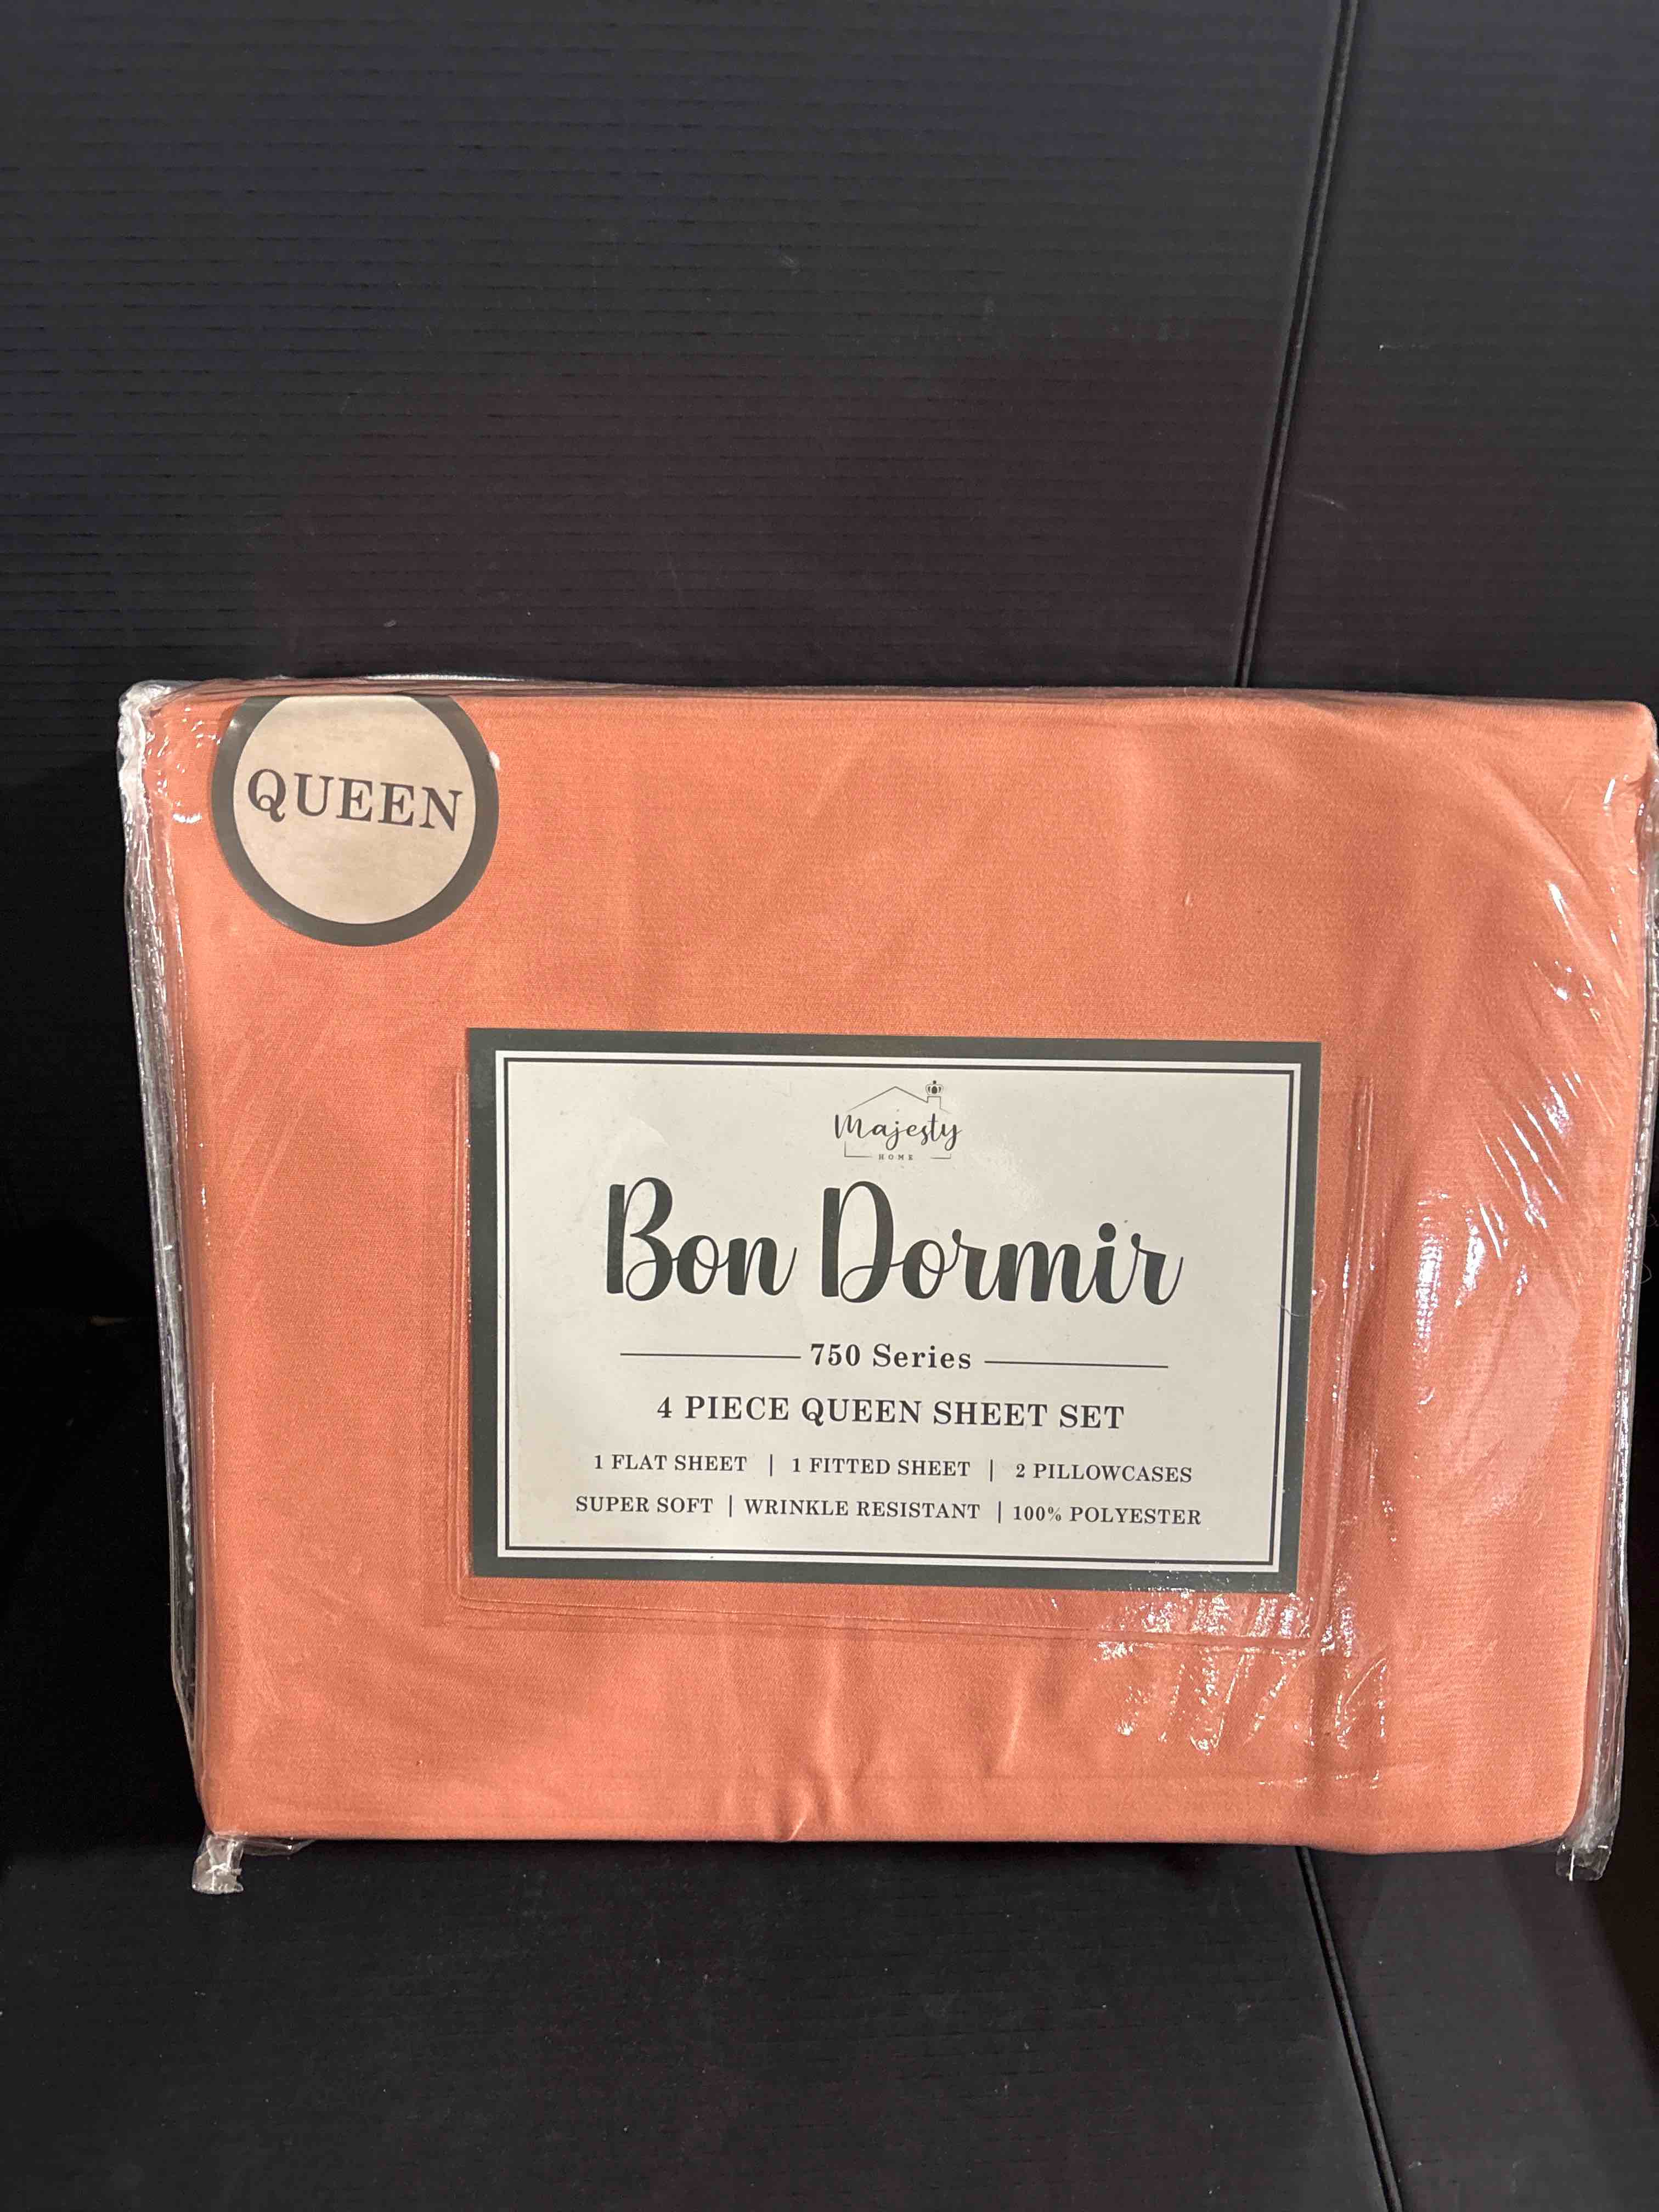 QUEEN
Majesty
HOME
Bon Dormir
750 Series
4 PIECE QUEEN SHEET SET
1 FLAT SHEET | 1 FITTED SHEET | 2 PILLOWCASES
SUPER SOFT | WRINKLE RESISTANT | 100% POLYESTER